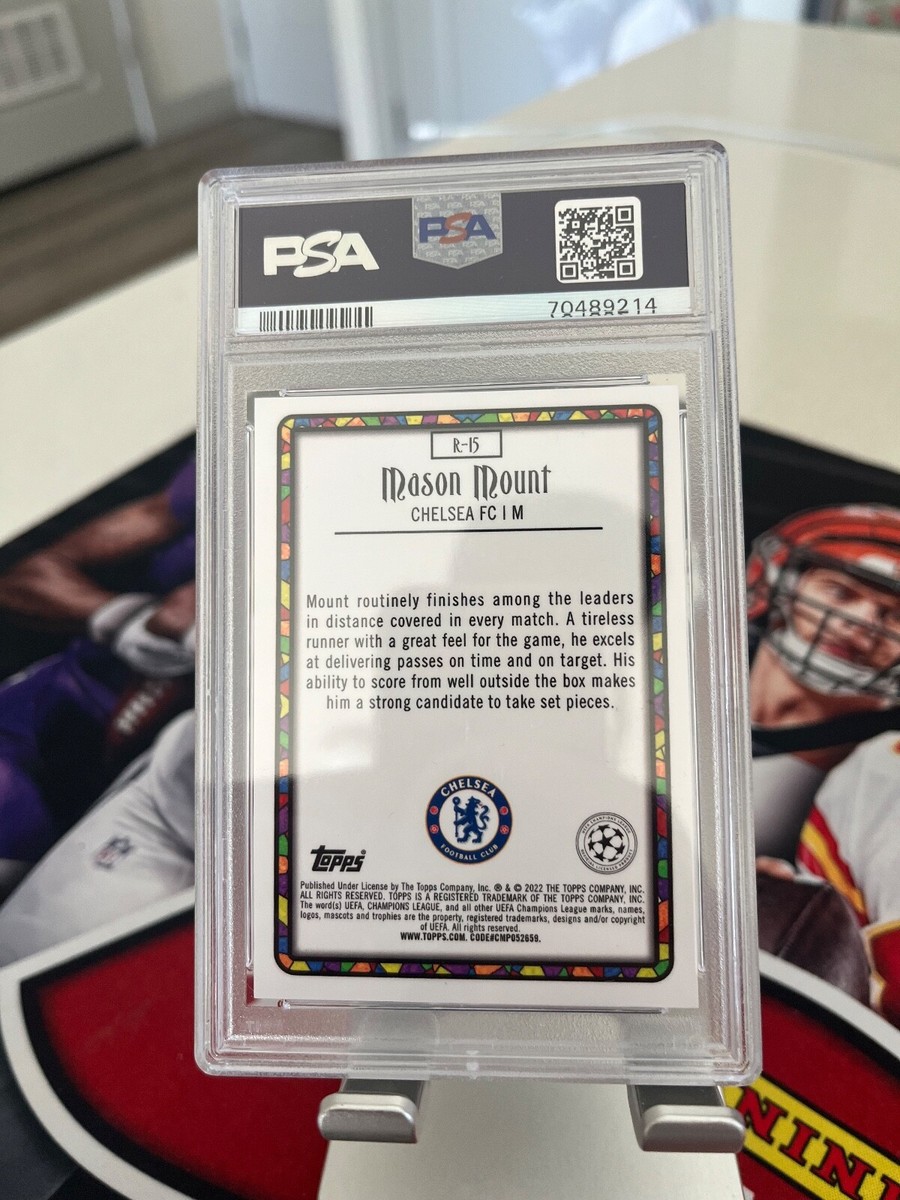 PSA
PSA
70489214
R-15
Mason Mount
CHELSEA FC | M
Mount routinely finishes among the leaders
in distance covered in every match. A tireless
runner with a great feel for the game, he excels
at delivering passes on time and on target. His
ability to score from well outside the box makes
him a strong candidate to take set pieces.
CHELSEA
FOOTBALL CLUB
Topps
Published Under License by The Topps Company, Inc. ® & © 2022 THE TOPPS COMPANY, INC.
ALL RIGHTS RESERVED. TOPPS IS A REGISTERED TRADEMARK OF THE TOPPS COMPANY, INC.
The word(s) UEFA, CHAMPIONS LEAGUE, and all other UEFA Champions League marks, names,
logos, mascots and trophies are the property, registered trademarks, designs and/or copyright
of UEFA. All rights reserved.
WWW.TOPPS.COM. CODE#CMP052659.
NFL
NINI